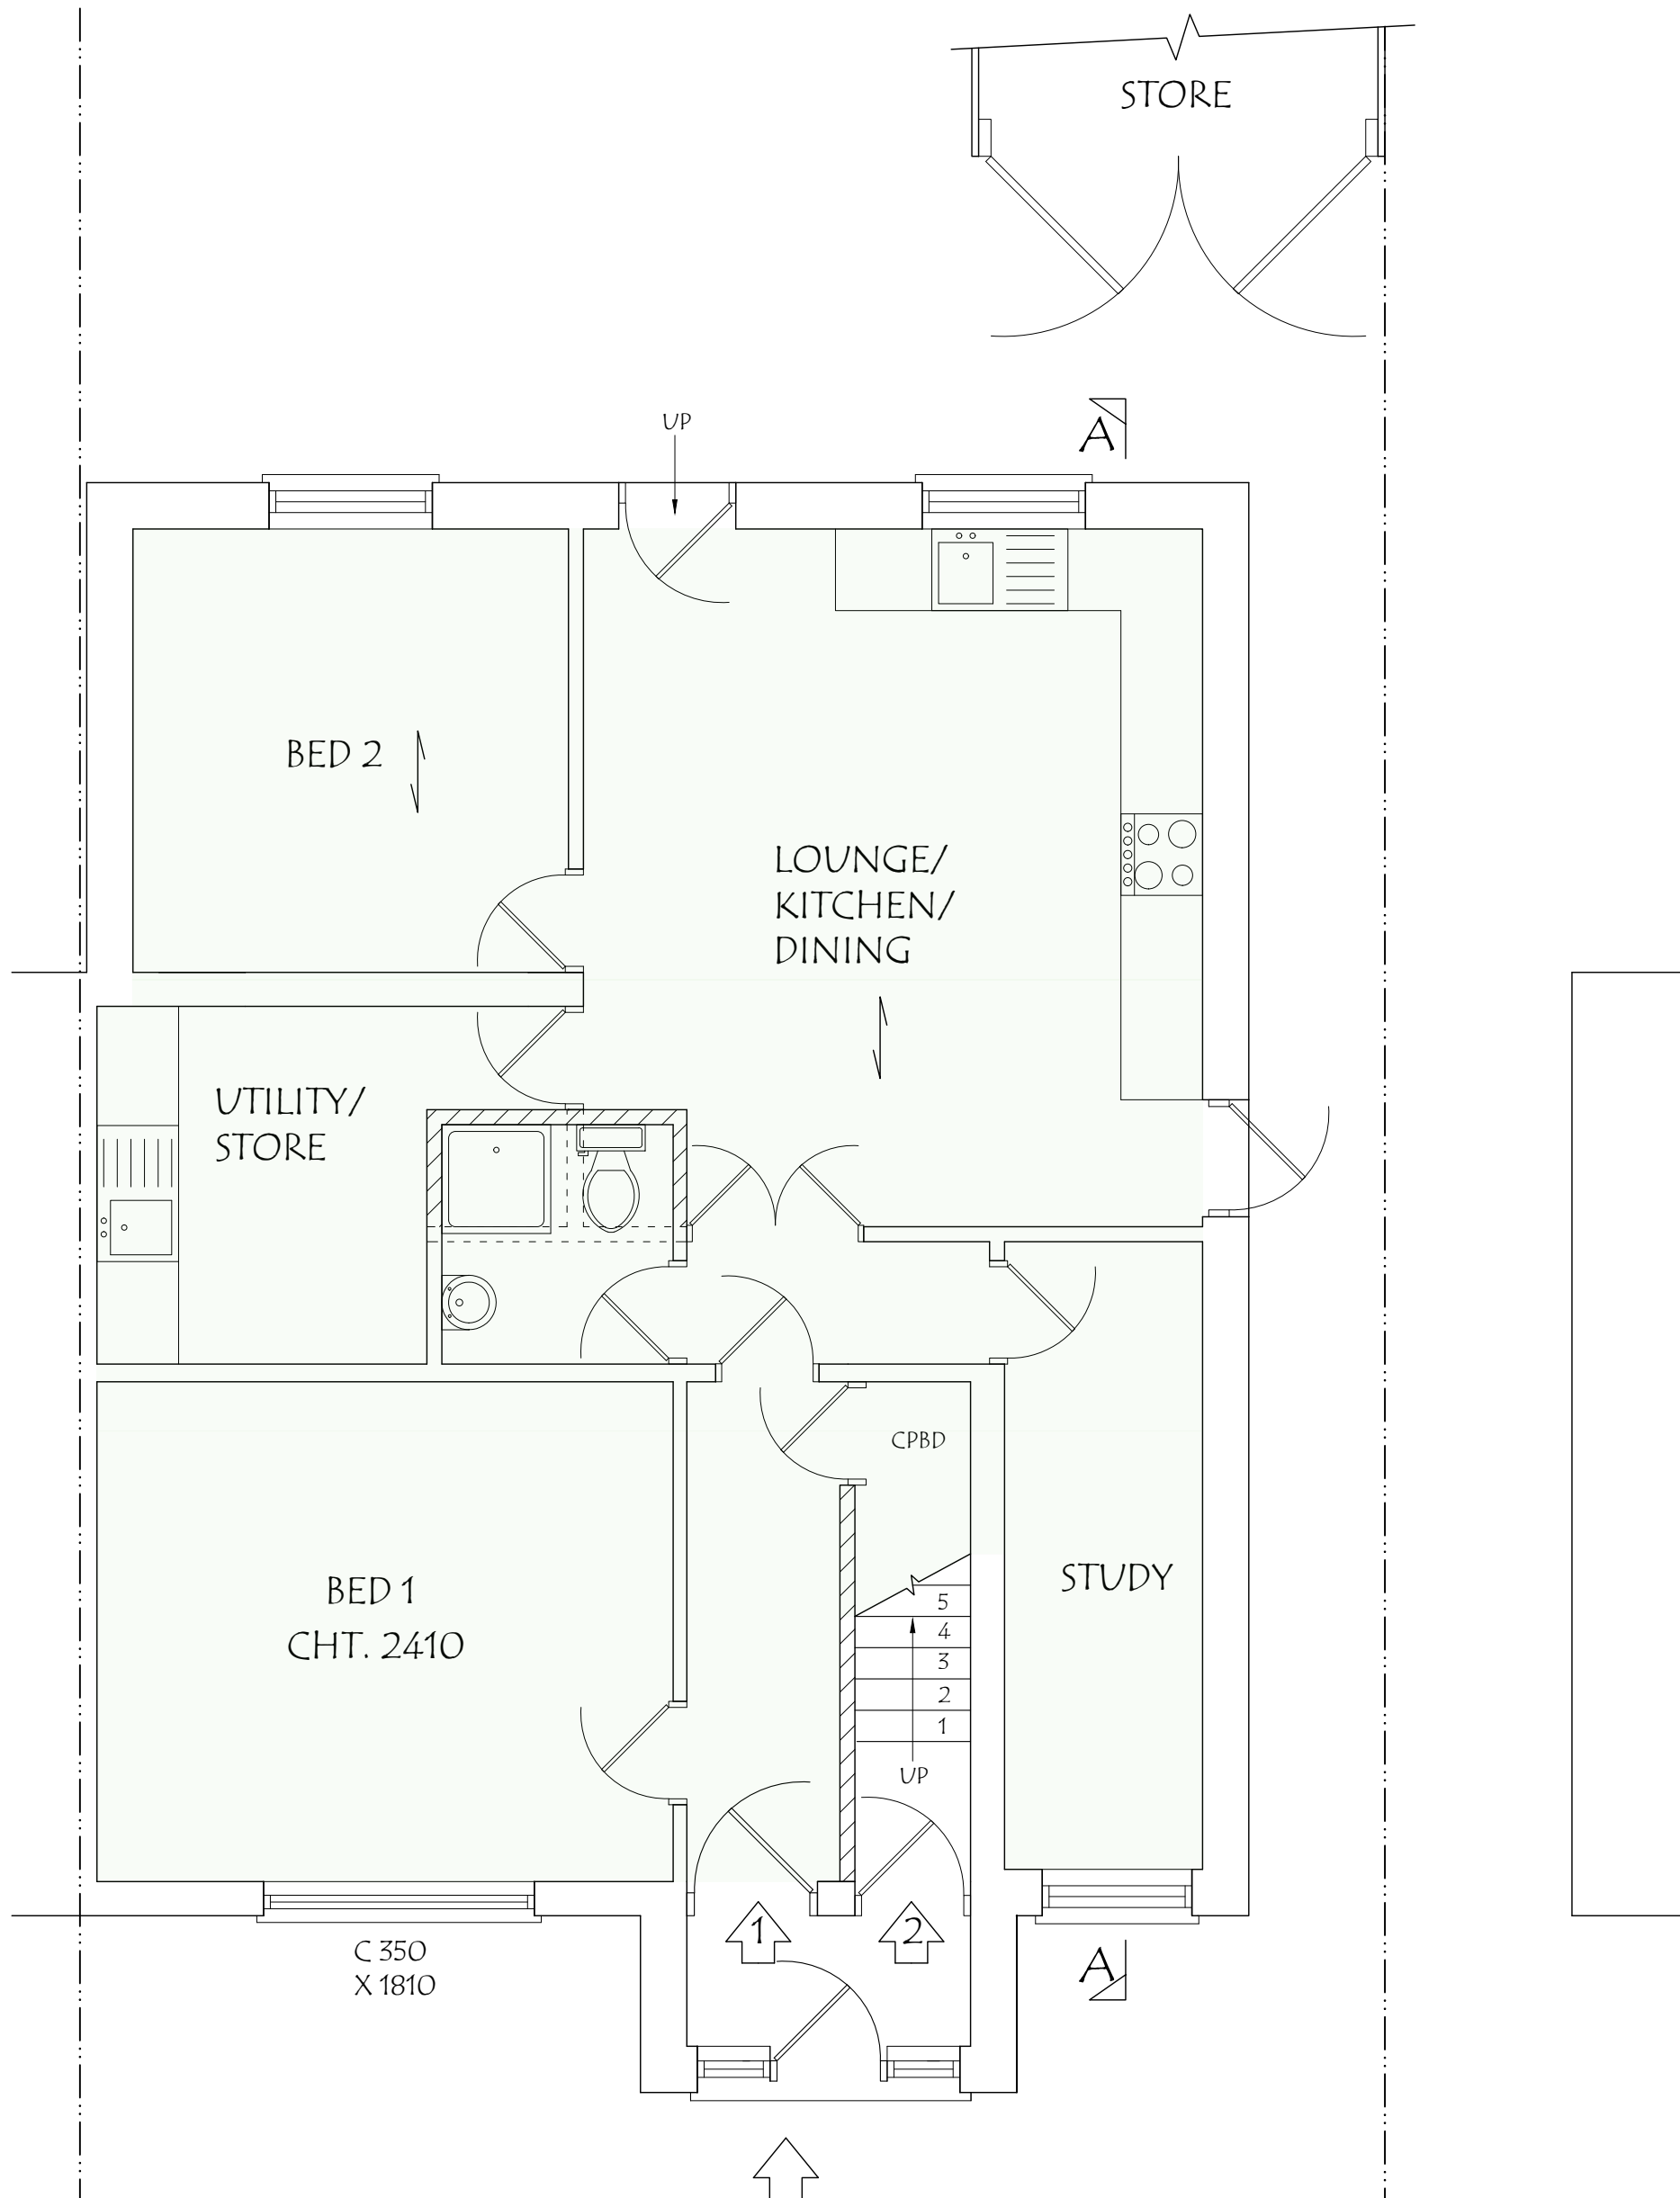 STORE
A
UP
BED 2
LOUNGE/
KITCHEN/
DINING
UTILITY/
STORE
CPBD
STUDY
BED 1
CHT. 2410
5
4
3
2
1
UP
1
2
C 350
X 1810
A